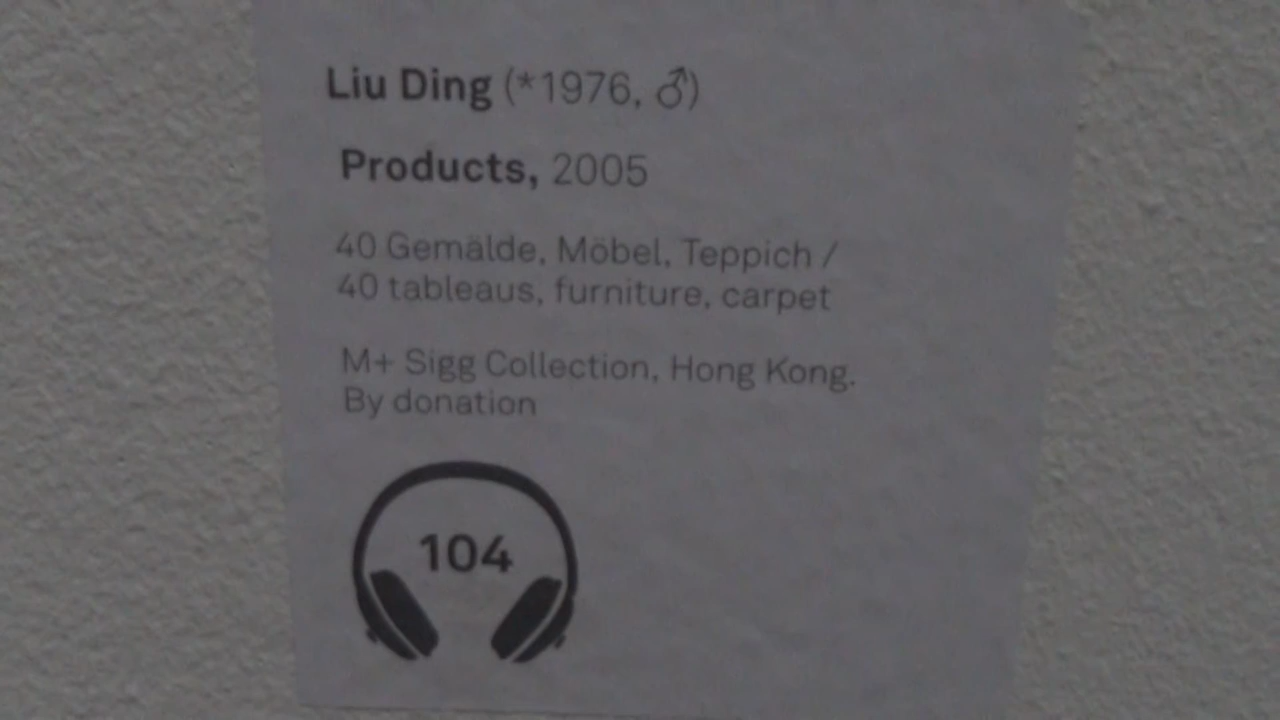 Liu Ding (*1976, ♂)
Products, 2005
40 Gemälde, Möbel, Teppich /
40 tableaus, furniture, carpet
M+ Sigg Collection, Hong Kong.
By donation
104